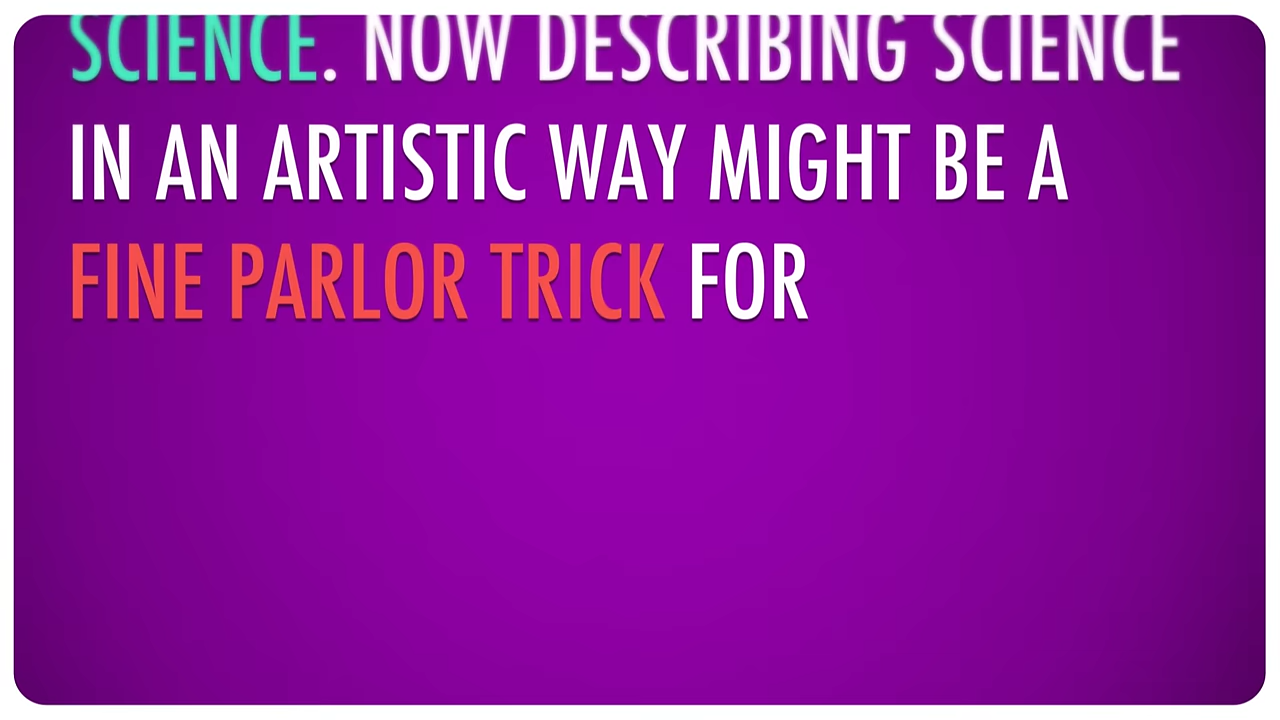 SCIENCE. NOW DESCRIBING SCIENCE
IN AN ARTISTIC WAY MIGHT BE A
FINE PARLOR TRICK FOR